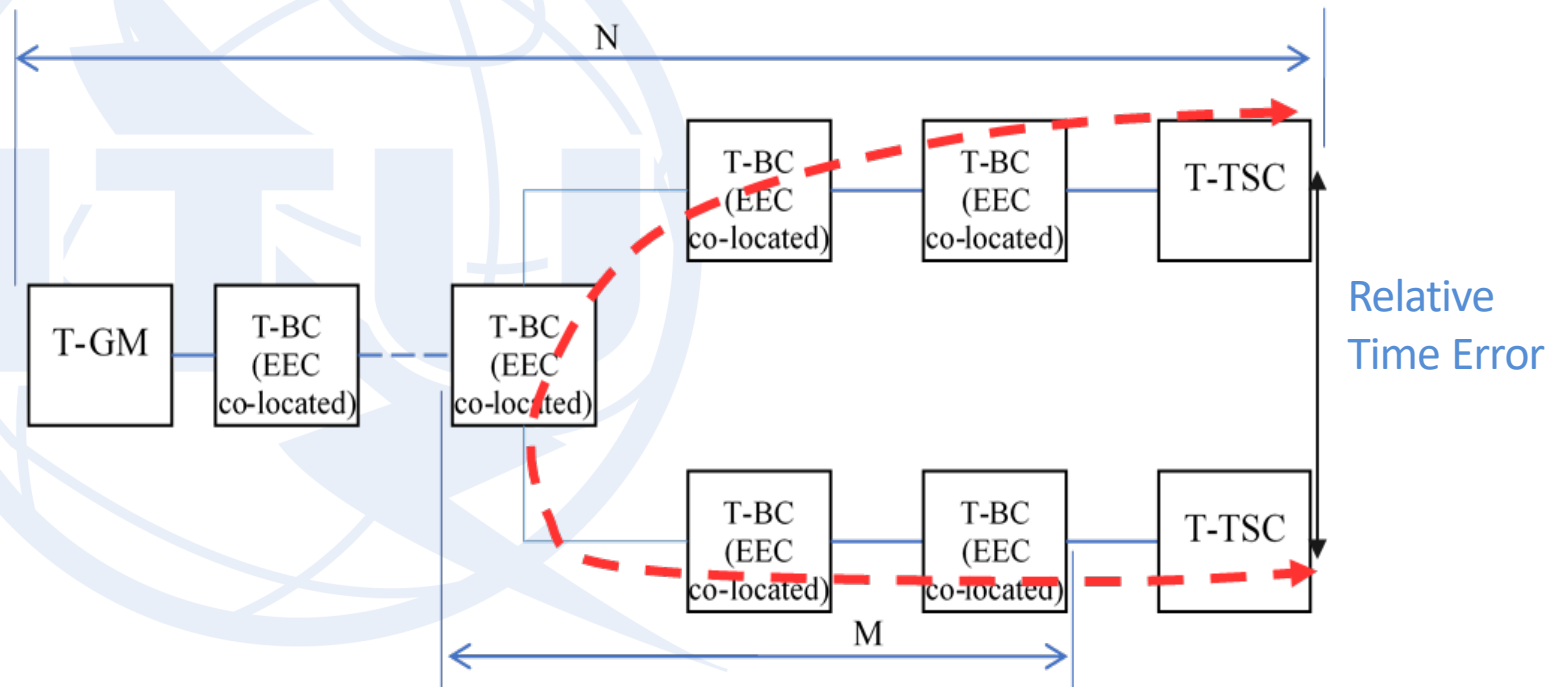 N
T-BC
(EEC
co-located)
T-BC
(EEC
co-located)
T-TSC
T-GM
T-BC
(EEC
co-located)
T-BC
(EEC
co-located)
Relative
Time Error
T-BC
(EEC
co-located)
T-BC
(EEC
co-located)
T-TSC
M
ITU